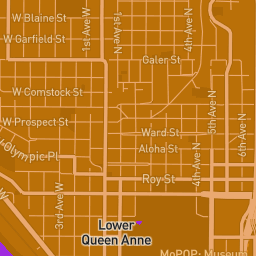 W Blaine St
W Garfield St
1st Ave W
1st Ave N
4th Ave N
Galer St
W Comstock St
W Prospect St
Ward St
Aloha St
5th Ave N
6th Ave N
Olympic Pl
Roy St
4th Ave N
3rd Ave W
Lower
Queen Anne
MoPOP: Museum